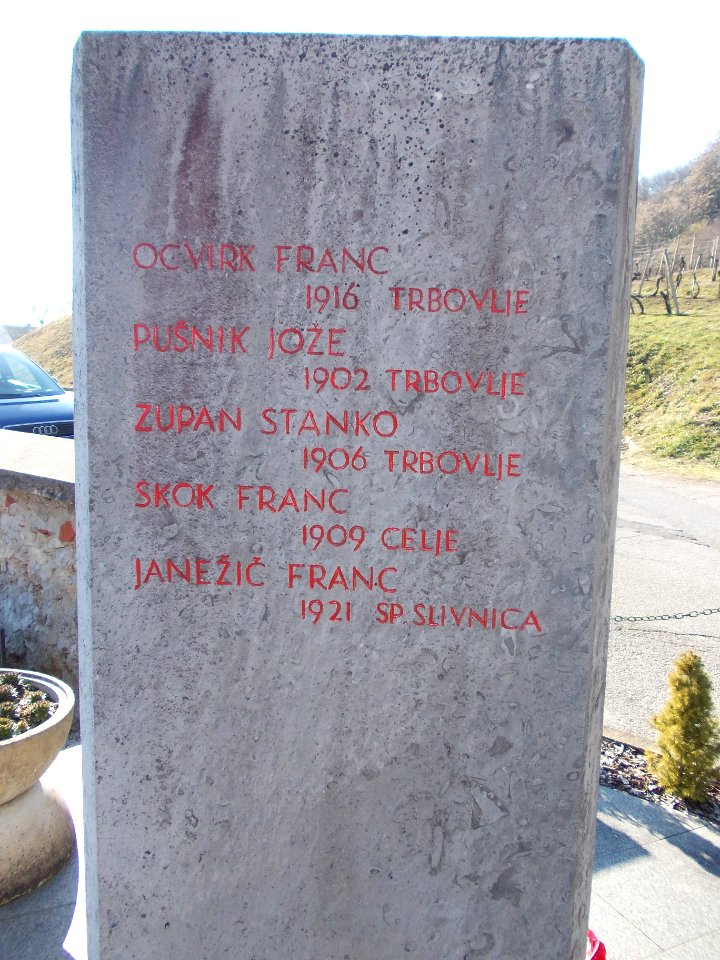 OCVIRK FRANC
1916 TRBOVLJE
PUŠNIK JOŽE
1902 TRBOVLJE
ŽUPAN STANKO
1906 TRBOVLJE
SKOK FRANC
1909 CELJE
JANEŽIČ FRANC
1921 SP. SLIVNICA